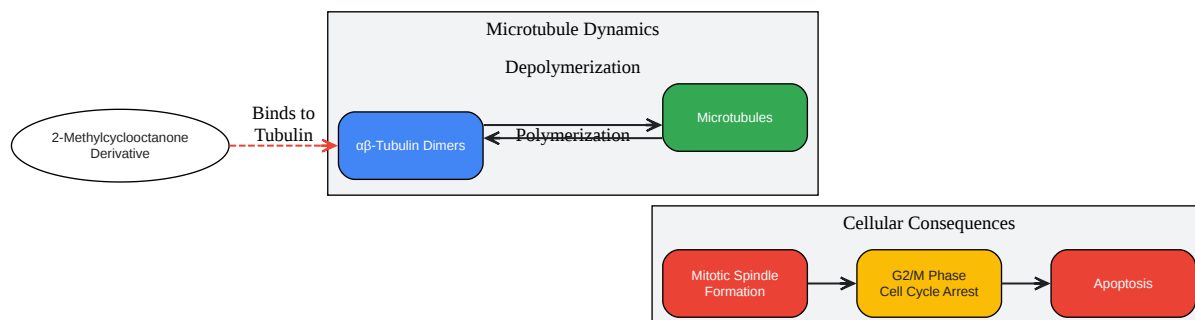 Microtubule Dynamics
Depolymerization
2-Methylcyclooctanone
Derivative
Binds to
Tubulin
αβ-Tubulin Dimers
Polymerization
Microtubules
Cellular Consequences
Mitotic Spindle
Formation
G2/M Phase
Cell Cycle Arrest
Apoptosis